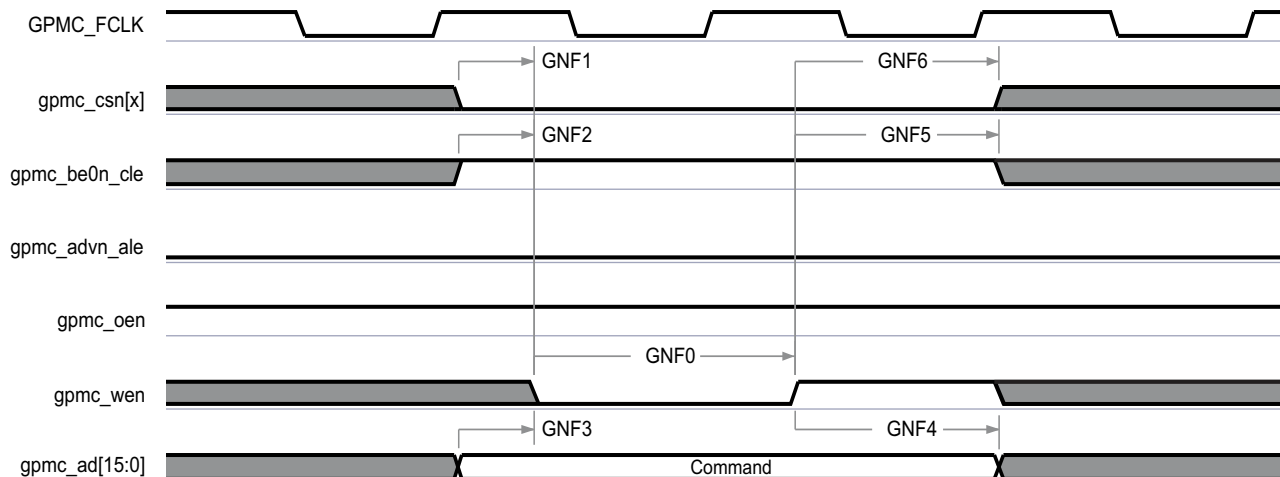 GPMC_FCLK
GNF1
GNF6
gpmc_csn[x]
GNF2
GNF5
gpmc_be0n_cle
gpmc_advn_ale
gpmc_oen
GNF0
gpmc_wen
GNF3
GNF4
gpmc_ad[15:0]
Command